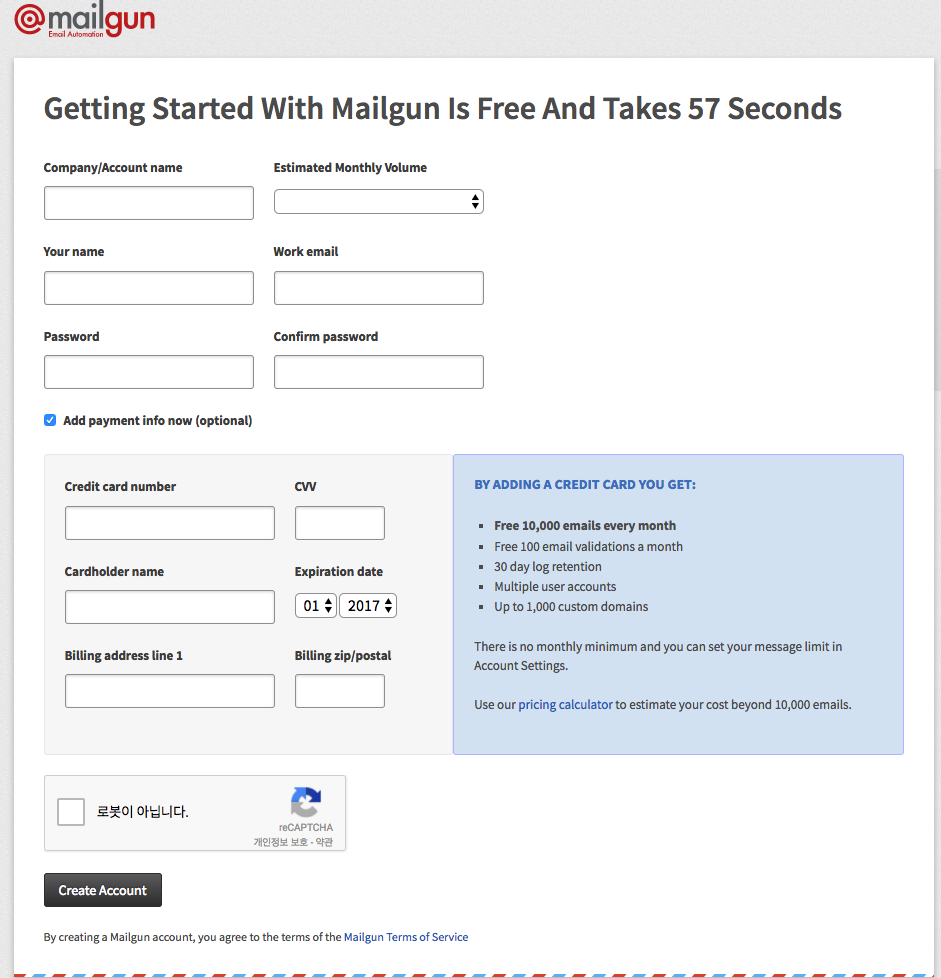 @mailgun
Email Automation
Getting Started With Mailgun Is Free And Takes 57 Seconds
Company/Account name
Estimated Monthly Volume
Your name
Work email
Password
Confirm password
Add payment info now (optional)
Credit card number
CVV
Cardholder name
Expiration date
01
2017
Billing address line 1
Billing zip/postal
BY ADDING A CREDIT CARD YOU GET:
Free 10,000 emails every month
Free 100 email validations a month
30 day log retention
Multiple user accounts
Up to 1,000 custom domains
There is no monthly minimum and you can set your message limit in
Account Settings.
Use our pricing calculator to estimate your cost beyond 10,000 emails.
로봇이 아닙니다.
reCAPTCHA
개인정보 보호 - 약관
Create Account
By creating a Mailgun account, you agree to the terms of the Mailgun Terms of Service